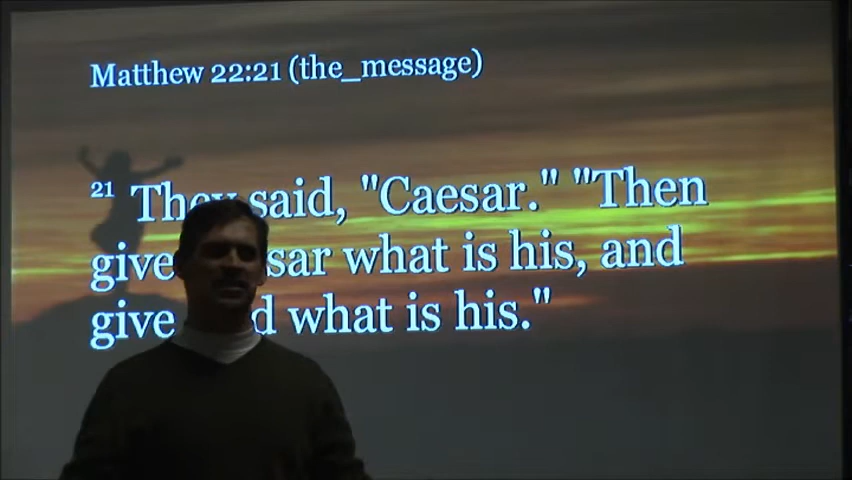 Matthew 22:21 (the_message)
21 They said, "Caesar." "Then
give sar what is his, and
give d what is his."